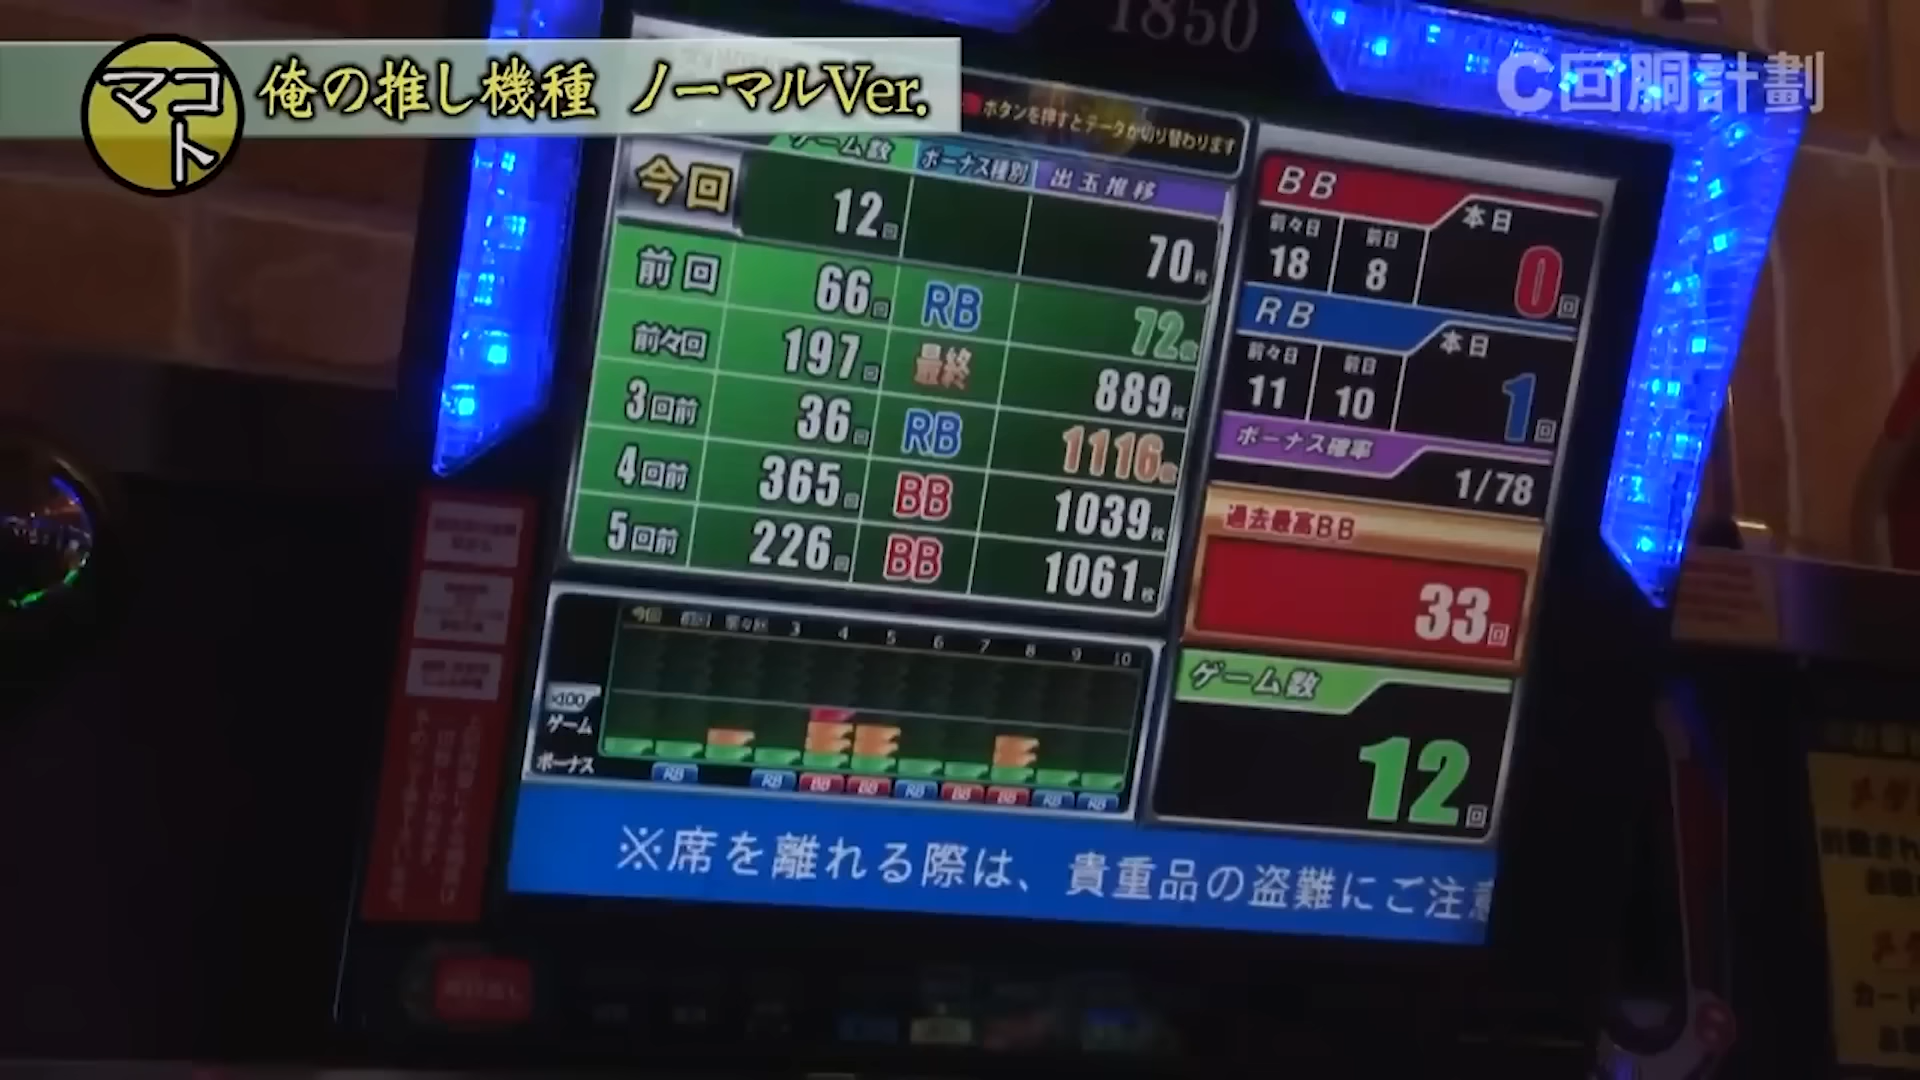 1850
マコト
俺の推し機種 ノーマルVer.
C回胴計劃
ボタンを押すとデータが切り替わります
ゲーム数 ボーナス種別 出玉推移
今回 12回 70枚
前回 66回 RB 72枚
前々回 197回 最終 889枚
3回前 36回 RB 1116枚
4回前 365回 BB 1039枚
5回前 226回 BB 1061枚
BB
前々日 前日 本日
18 8 0回
RB
前々日 前日 本日
11 10 1回
ボーナス確率
1/78
過去最高BB
33回
ゲーム数
12回
今回 前回 前々回 3 4 5 6 7 8 9 10
×100
ゲーム
ボーナス
RB RB BB BB RB BB BB RB RB
※席を離れる際は、貴重品の盗難にご注意